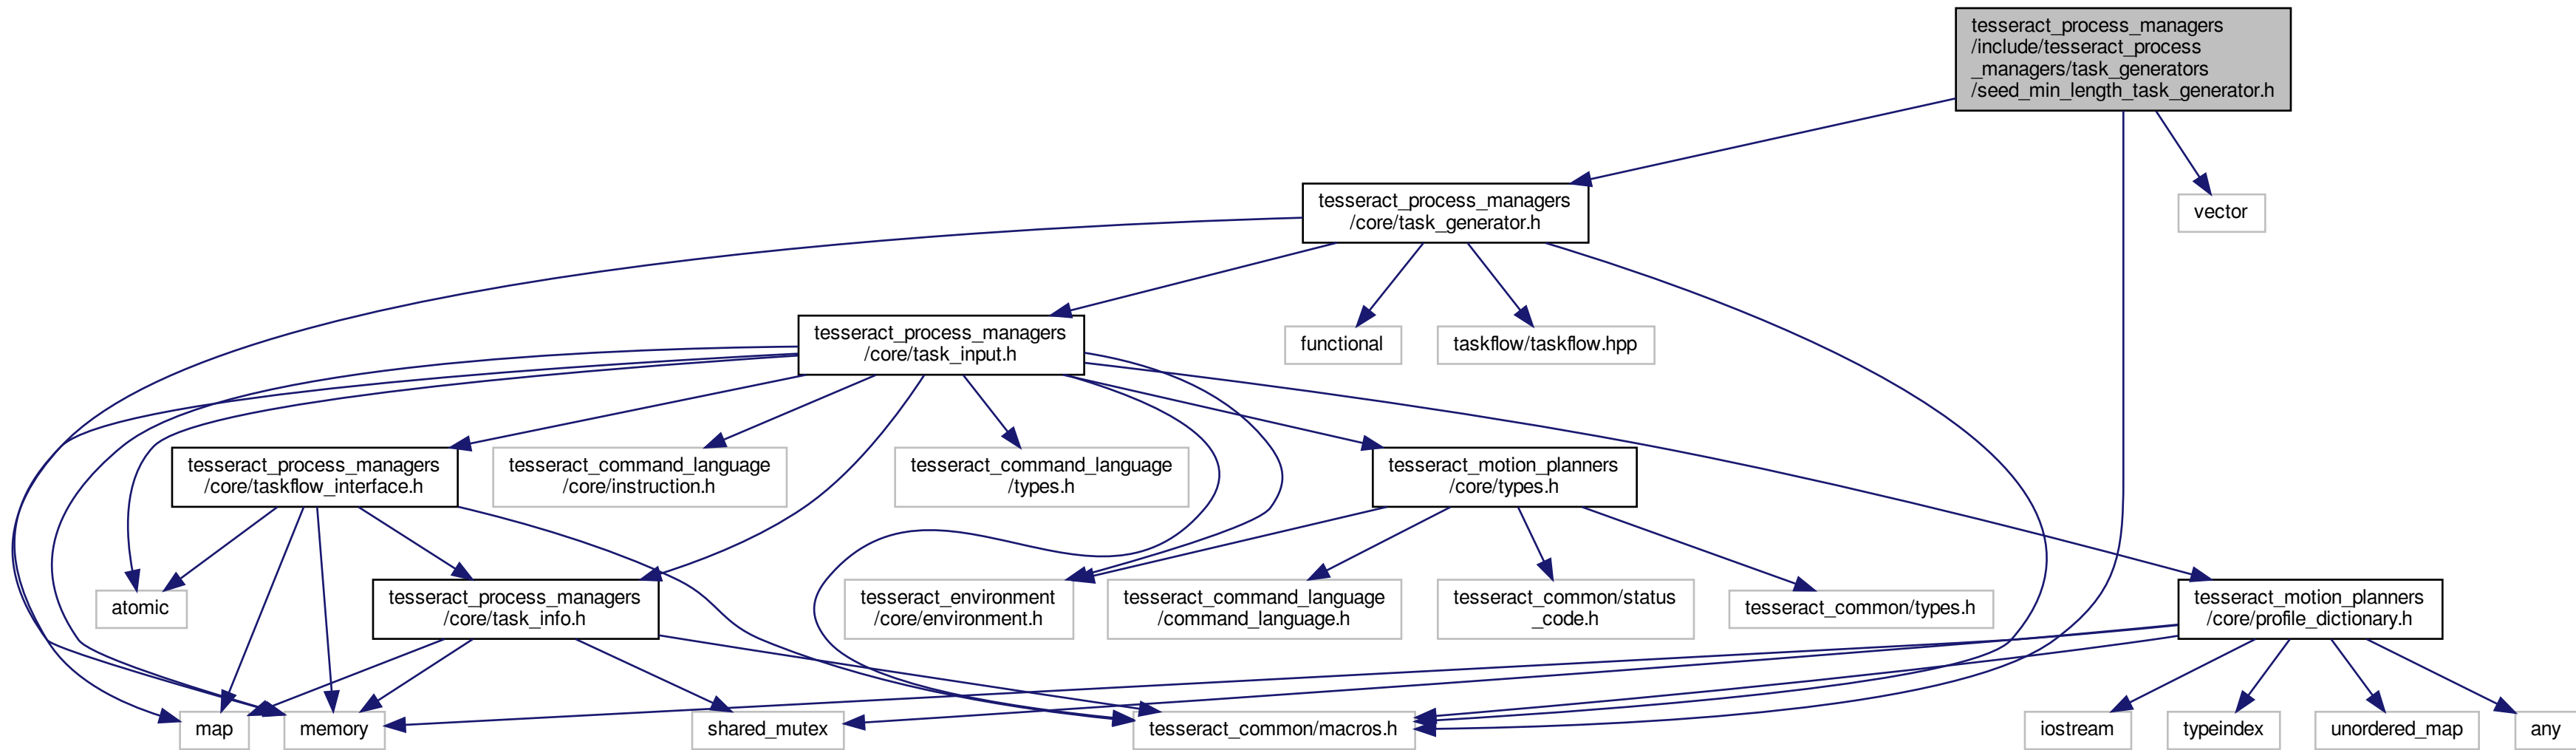 tesseract_process_managers
/include/tesseract_process
_managers/task_generators
/seed_min_length_task_generator.h
tesseract_process_managers
/core/task_generator.h
vector
tesseract_process_managers
/core/task_input.h
functional
taskflow/taskflow.hpp
tesseract_process_managers
/core/taskflow_interface.h
tesseract_command_language
/core/instruction.h
tesseract_command_language
/types.h
tesseract_motion_planners
/core/types.h
atomic
tesseract_process_managers
/core/task_info.h
tesseract_environment
/core/environment.h
tesseract_command_language
/command_language.h
tesseract_common/status
_code.h
tesseract_common/types.h
tesseract_motion_planners
/core/profile_dictionary.h
map
memory
shared_mutex
tesseract_common/macros.h
iostream
typeindex
unordered_map
any